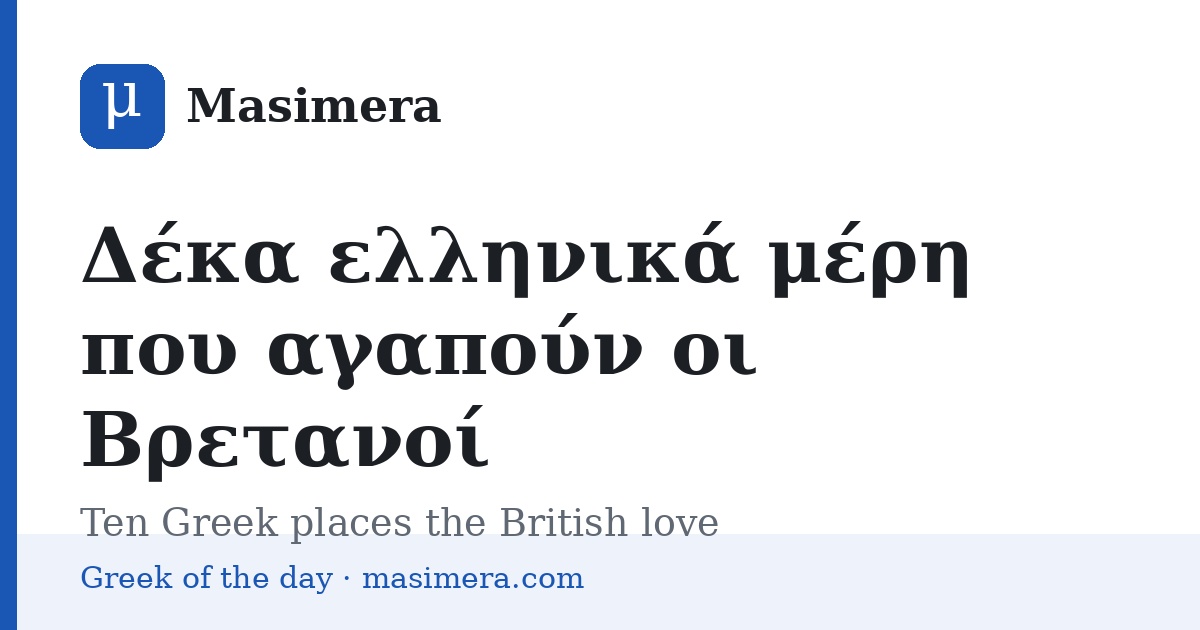 μ Masimera
Δέκα ελληνικά μέρη
που αγαπούν οι
Βρετανοί
Ten Greek places the British love
Greek of the day · masimera.com